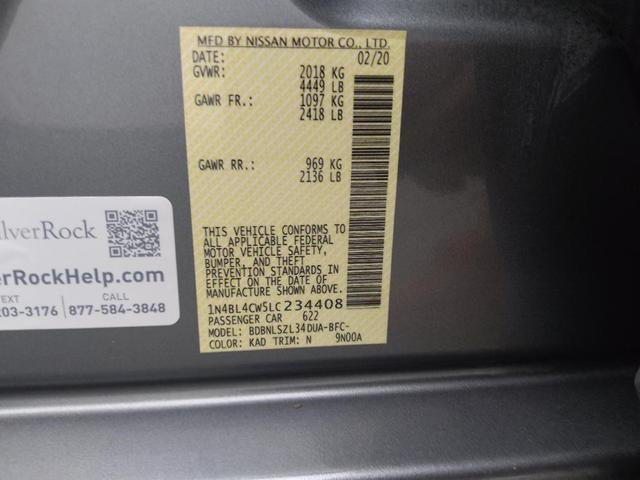 MFD BY NISSAN MOTOR CO., LTD.
DATE: 02/20
GVWR: 2018 KG
4449 LB
GAWR FR.: 1097 KG
2418 LB
GAWR RR.: 969 KG
2136 LB
THIS VEHICLE CONFORMS TO
ALL APPLICABLE FEDERAL
MOTOR VEHICLE SAFETY,
BUMPER, AND THEFT
PREVENTION STANDARDS IN
EFFECT ON THE DATE OF
MANUFACTURE SHOWN ABOVE.
1N4BL4CW5LC234408
PASSENGER CAR 622
MODEL: BDBNLSZL34DUA-BFC-
COLOR: KAD TRIM: N 9N00A
ilverRock
erRockHelp.com
EXT CALL
203-3176 877-584-3848